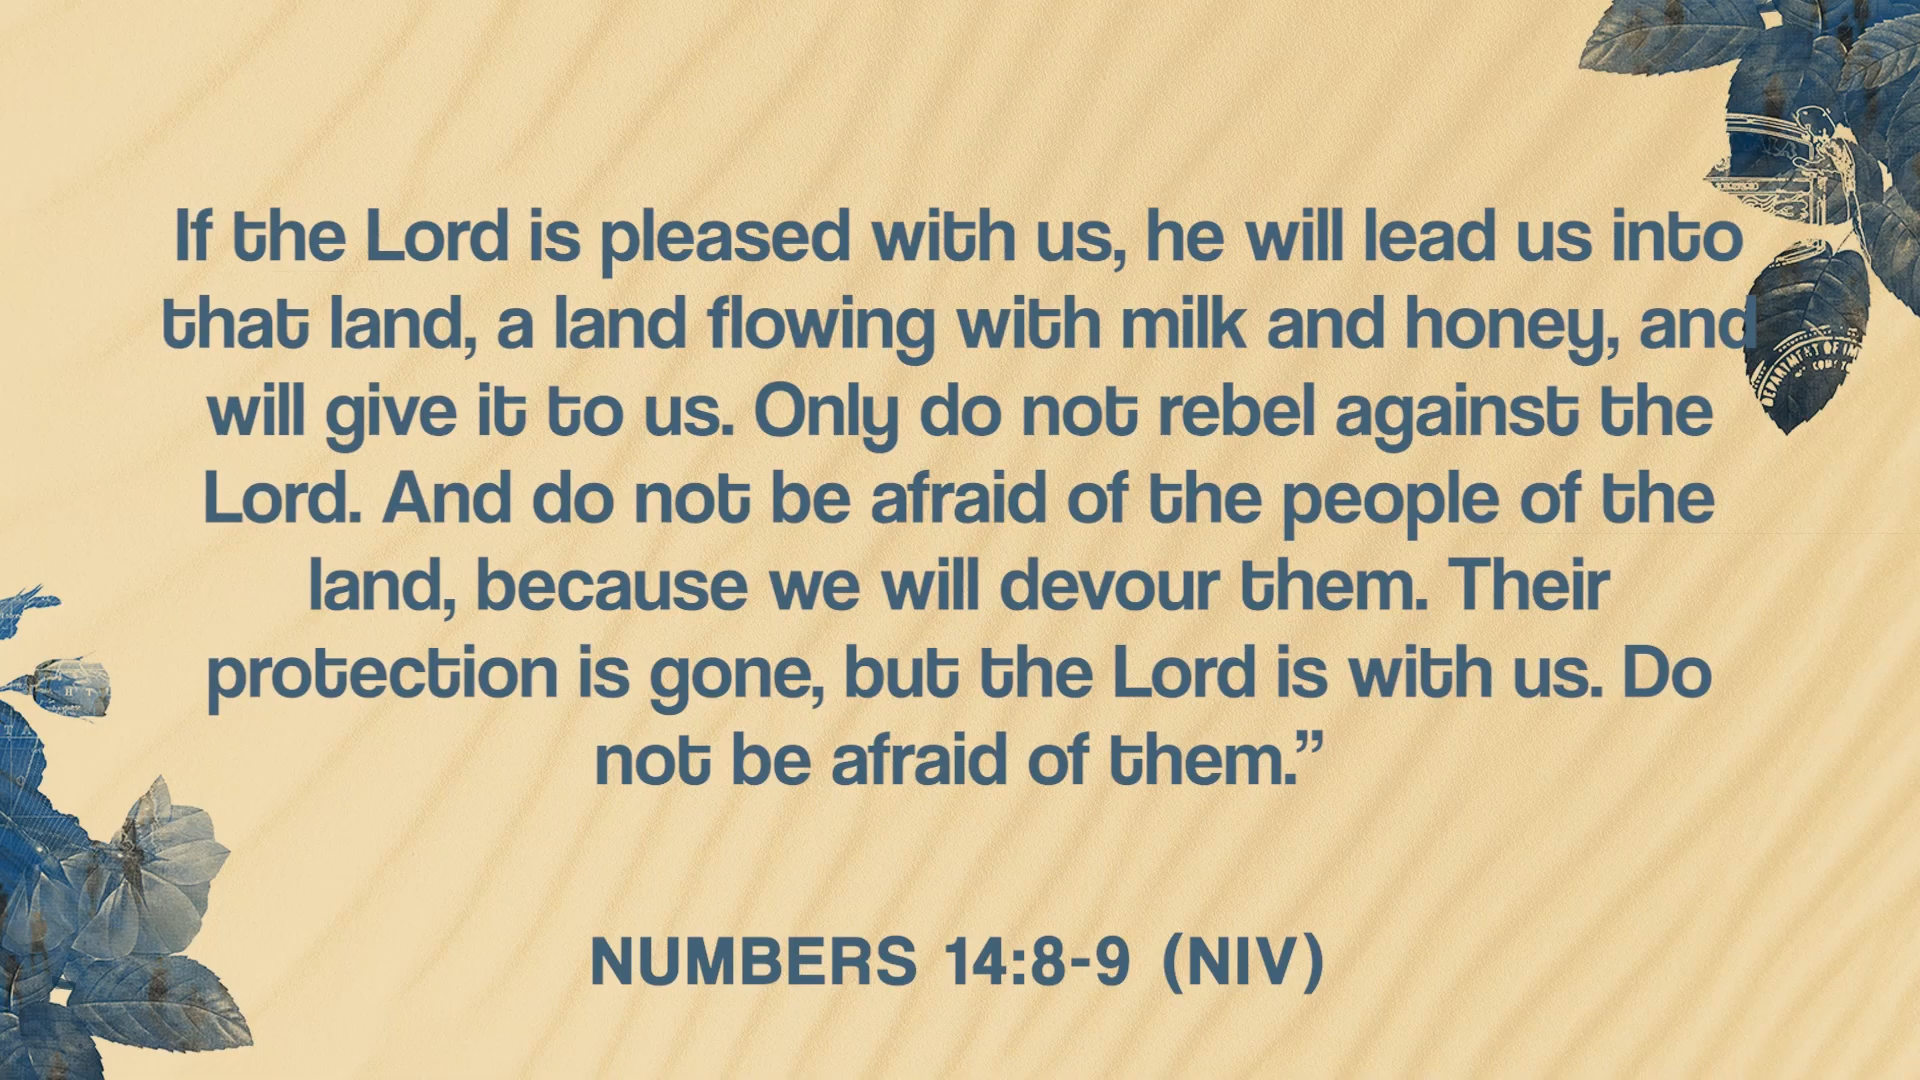 If the Lord is pleased with us, he will lead us into
that land, a land flowing with milk and honey, and
will give it to us. Only do not rebel against the
Lord. And do not be afraid of the people of the
land, because we will devour them. Their
protection is gone, but the Lord is with us. Do
not be afraid of them.”
NUMBERS 14:8-9 (NIV)
DEPARTMENT OF